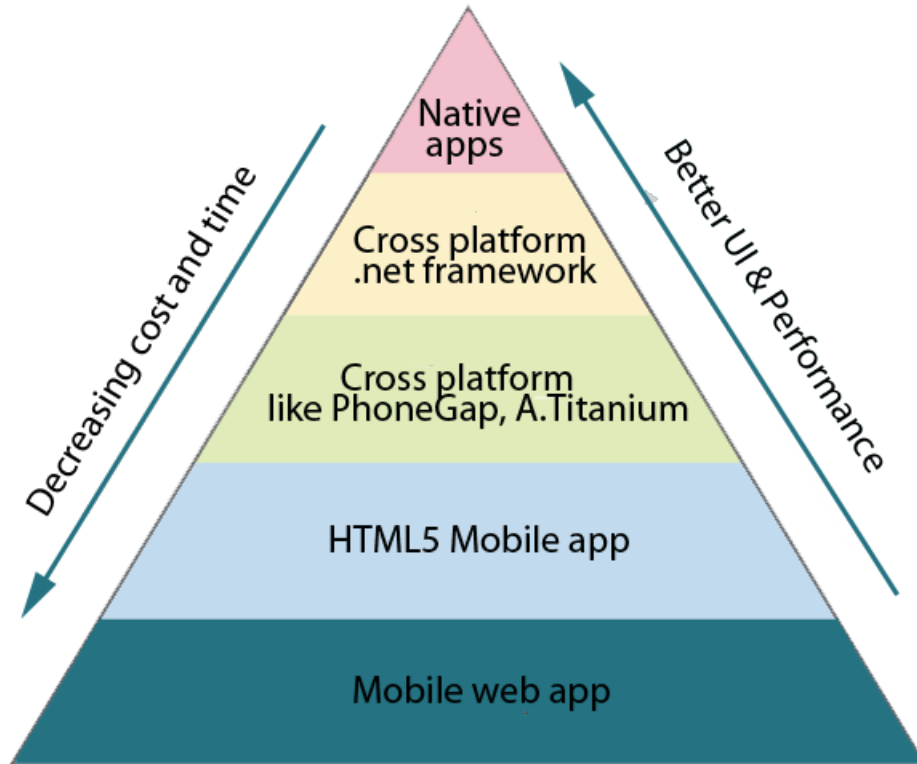 Native
apps
Decreasing cost and time
Better UI & Performance
Cross platform
.net framework
Cross platform
like PhoneGap, A.Titanium
HTML5 Mobile app
Mobile web app